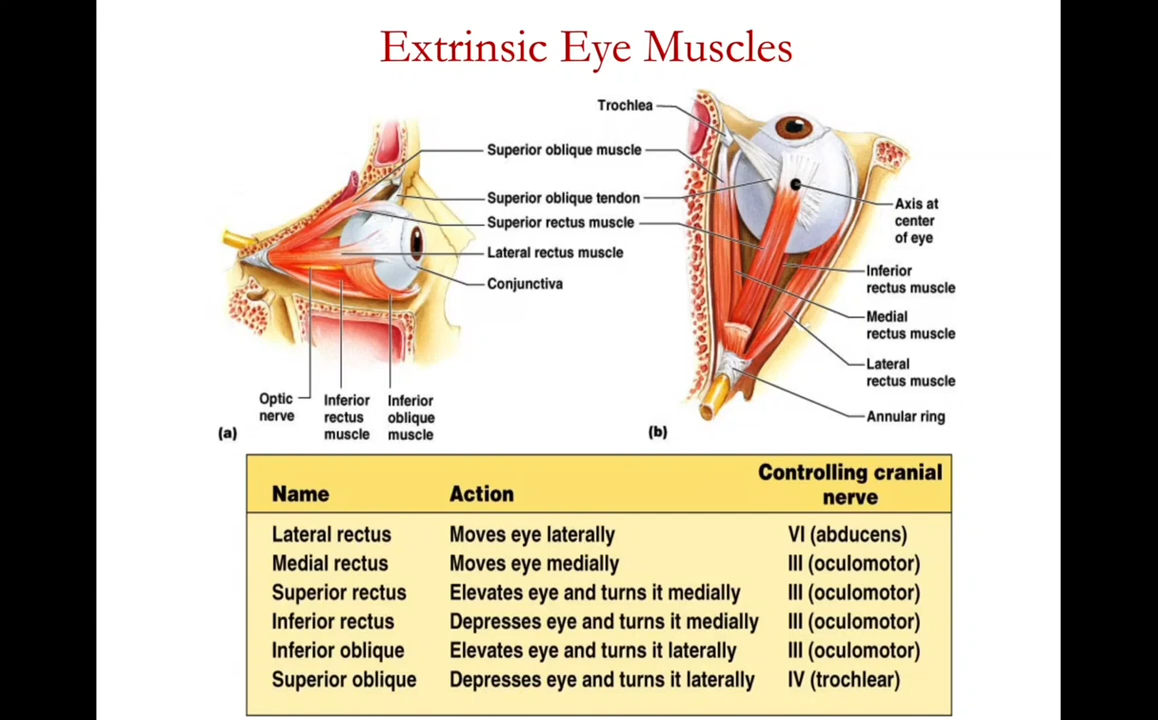 Extrinsic Eye Muscles
Trochlea
Superior oblique muscle
Superior oblique tendon
Superior rectus muscle
Lateral rectus muscle
Conjunctiva
Axis at
center
of eye
Inferior
rectus muscle
Medial
rectus muscle
Lateral
rectus muscle
Annular ring
Optic
nerve
Inferior
rectus
muscle
Inferior
oblique
muscle
(a)
(b)
Name Action Controlling cranial
nerve
Lateral rectus Moves eye laterally VI (abducens)
Medial rectus Moves eye medially III (oculomotor)
Superior rectus Elevates eye and turns it medially III (oculomotor)
Inferior rectus Depresses eye and turns it medially III (oculomotor)
Inferior oblique Elevates eye and turns it laterally III (oculomotor)
Superior oblique Depresses eye and turns it laterally IV (trochlear)